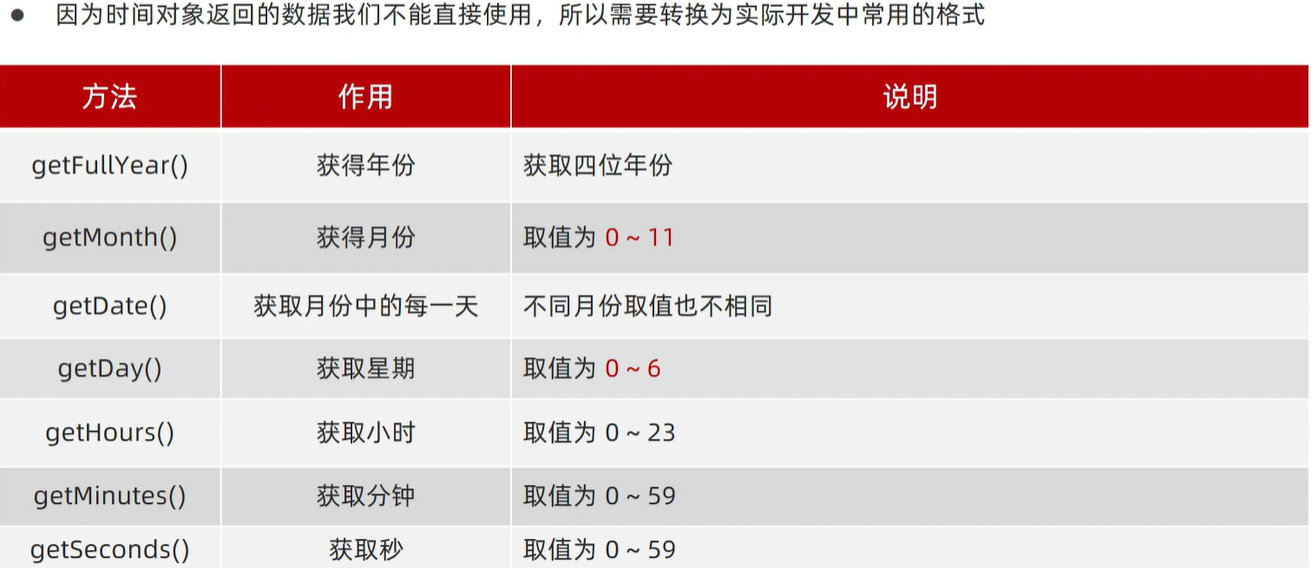 ● 因为时间对象返回的数据我们不能直接使用，所以需要转换为实际开发中常用的格式
方法 作用 说明
getFullYear() 获得年份 获取四位年份
getMonth() 获得月份 取值为 0 ~ 11
getDate() 获取月份中的每一天 不同月份取值也不相同
getDay() 获取星期 取值为 0 ~ 6
getHours() 获取小时 取值为 0 ~ 23
getMinutes() 获取分钟 取值为 0 ~ 59
getSeconds() 获取秒 取值为 0 ~ 59